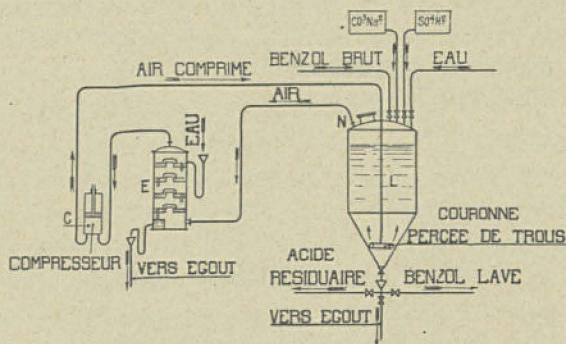 CO³Na² SO⁴H²
BENZOL BRUT EAU
AIR COMPRIME
AIR
EAU
N
E
L
C
COURONNE
PERCÉE DE TROUS
COMPRESSEUR
VERS EGOUT
ACIDE
RESIDUAIRE BENZOL LAVE
VERS EGOUT